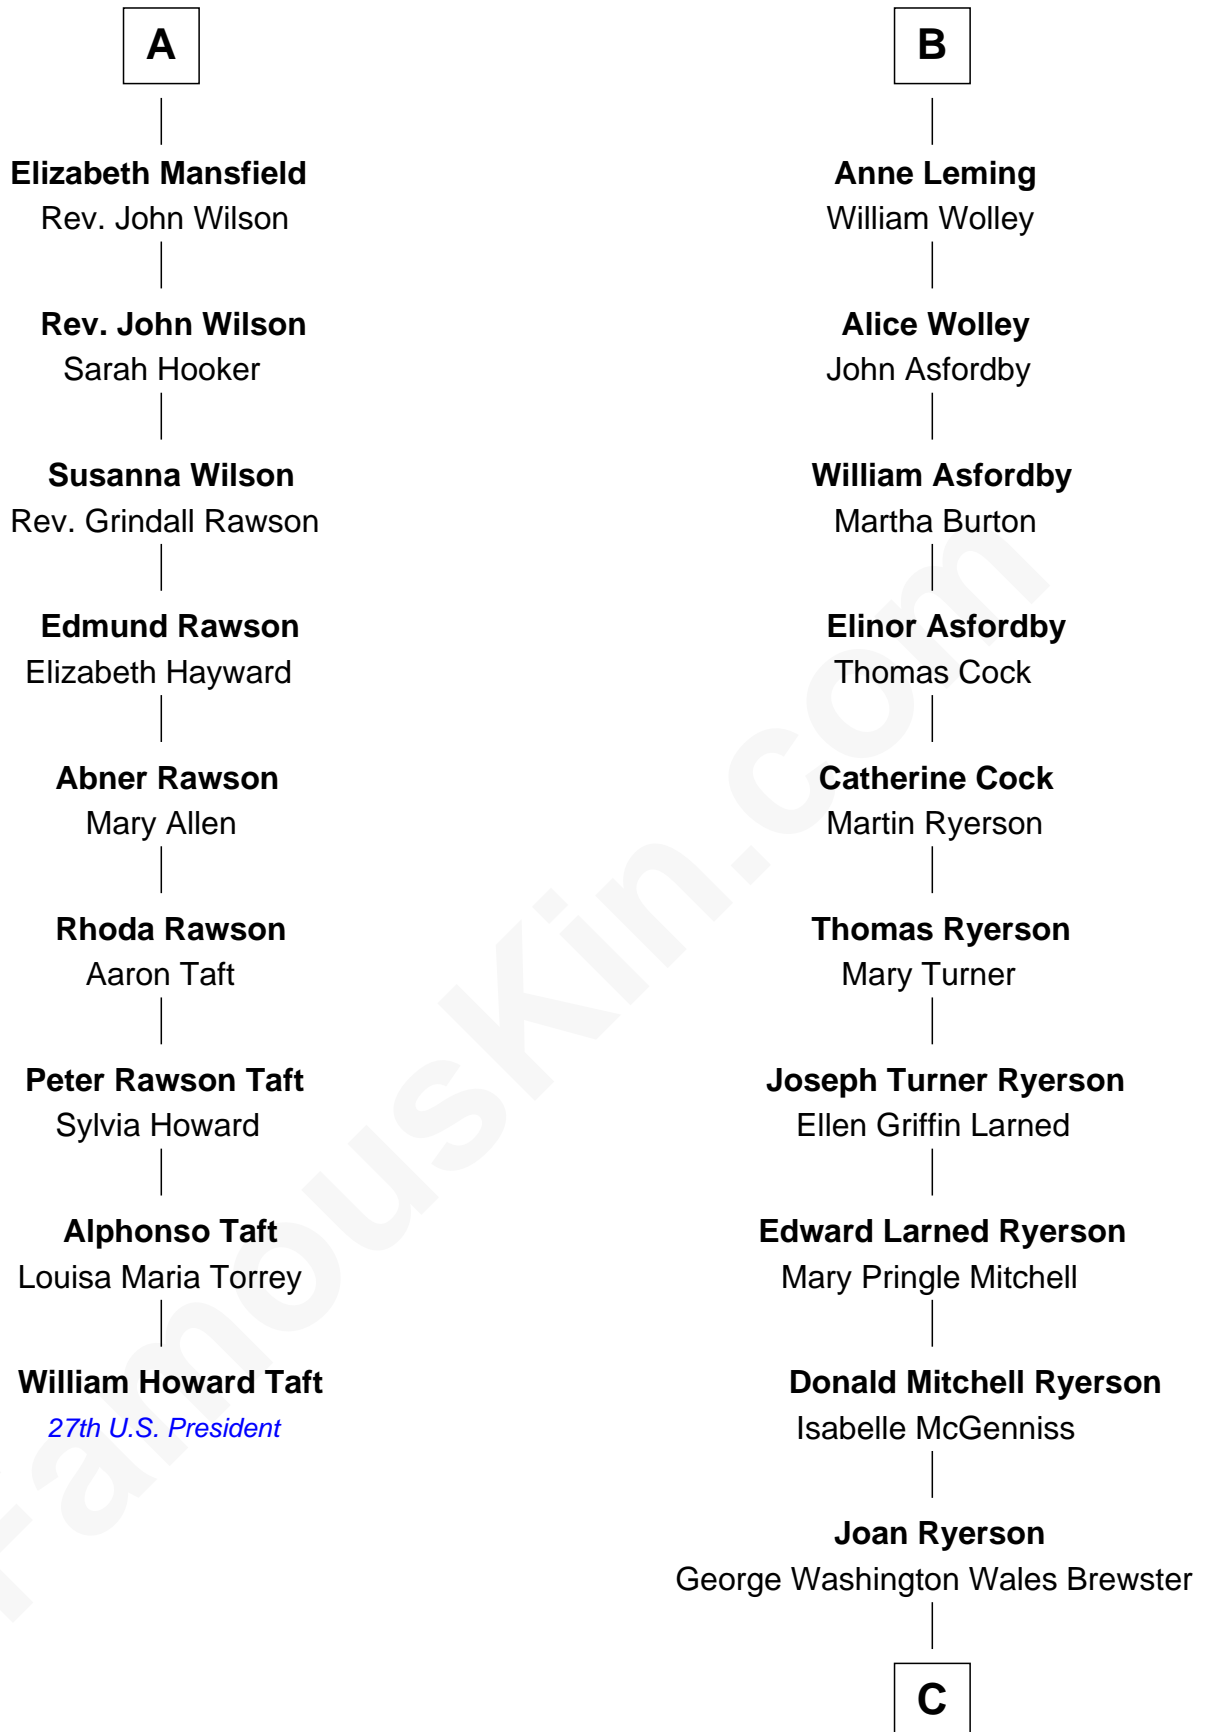 A
Elizabeth Mansfield
Rev. John Wilson
Rev. John Wilson
Sarah Hooker
Susanna Wilson
Rev. Grindall Rawson
Edmund Rawson
Elizabeth Hayward
Abner Rawson
Mary Allen
Rhoda Rawson
Aaron Taft
Peter Rawson Taft
Sylvia Howard
Alphonso Taft
Louisa Maria Torrey
William Howard Taft
27th U.S. President
B
Anne Leming
William Wolley
Alice Wolley
John Asfordby
William Asfordby
Martha Burton
Elinor Asfordby
Thomas Cock
Catherine Cock
Martin Ryerson
Thomas Ryerson
Mary Turner
Joseph Turner Ryerson
Ellen Griffin Larned
Edward Larned Ryerson
Mary Pringle Mitchell
Donald Mitchell Ryerson
Isabelle McGenniss
Joan Ryerson
George Washington Wales Brewster
C
FamousKin.com